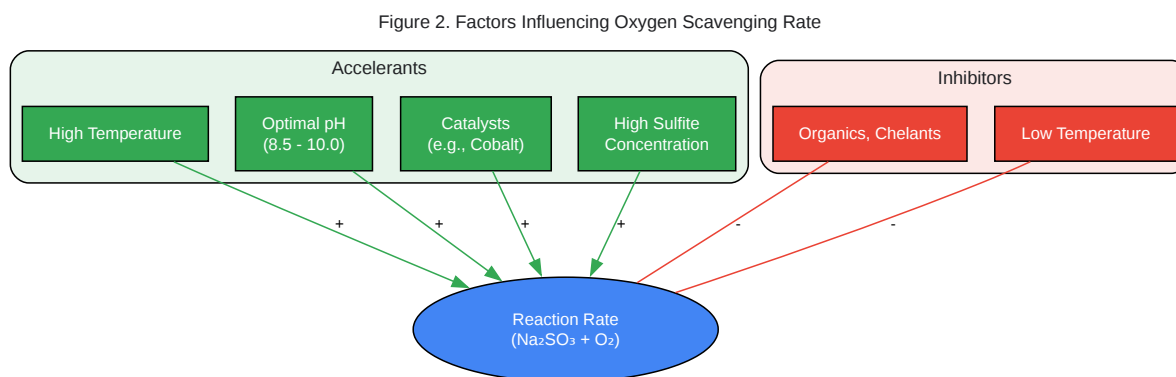 Figure 2. Factors Influencing Oxygen Scavenging Rate
Accelerants
Inhibitors
High Temperature
Optimal pH
(8.5 - 10.0)
Catalysts
(e.g., Cobalt)
High Sulfite
Concentration
Organics, Chelants
Low Temperature
+
+
+
+
-
-
Reaction Rate
(Na₂SO₃ + O₂)